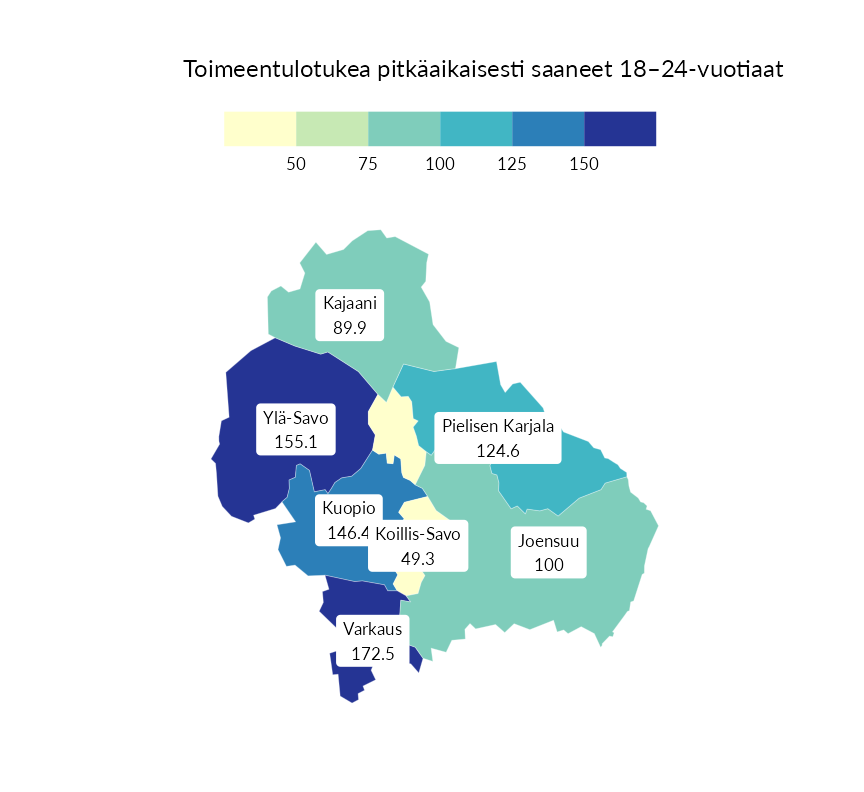 Toimeentulotukea pitkäaikaisesti saaneet 18–24-vuotiaat
50 75 100 125 150
Kajaani
89.9
Ylä-Savo
155.1
Pielisen Karjala
124.6
Kuopio
146.4
Koillis-Savo
49.3
Joensuu
100
Varkaus
172.5